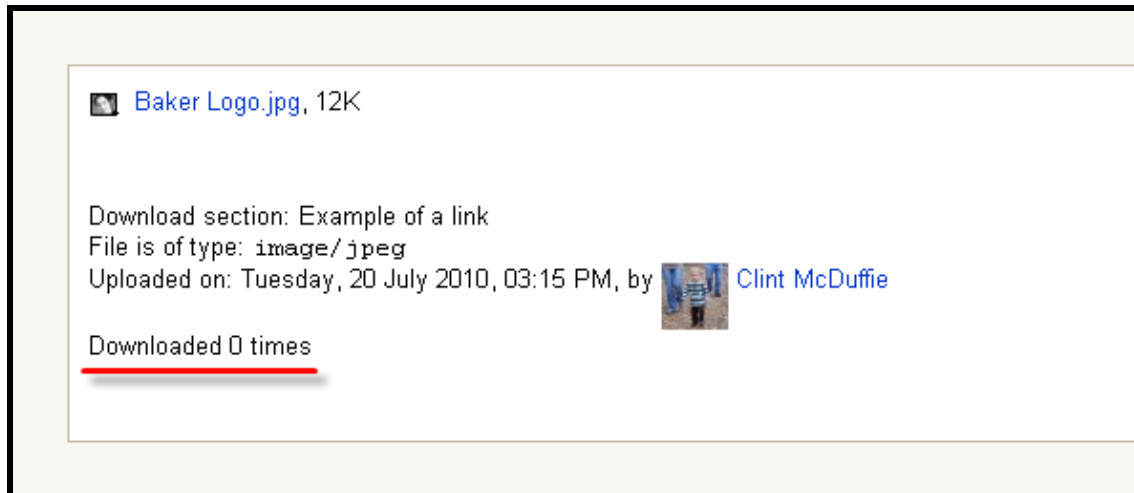 Baker Logo.jpg, 12K
Download section: Example of a link
File is of type: image/jpeg
Uploaded on: Tuesday, 20 July 2010, 03:15 PM, by Clint McDuffie
Downloaded 0 times